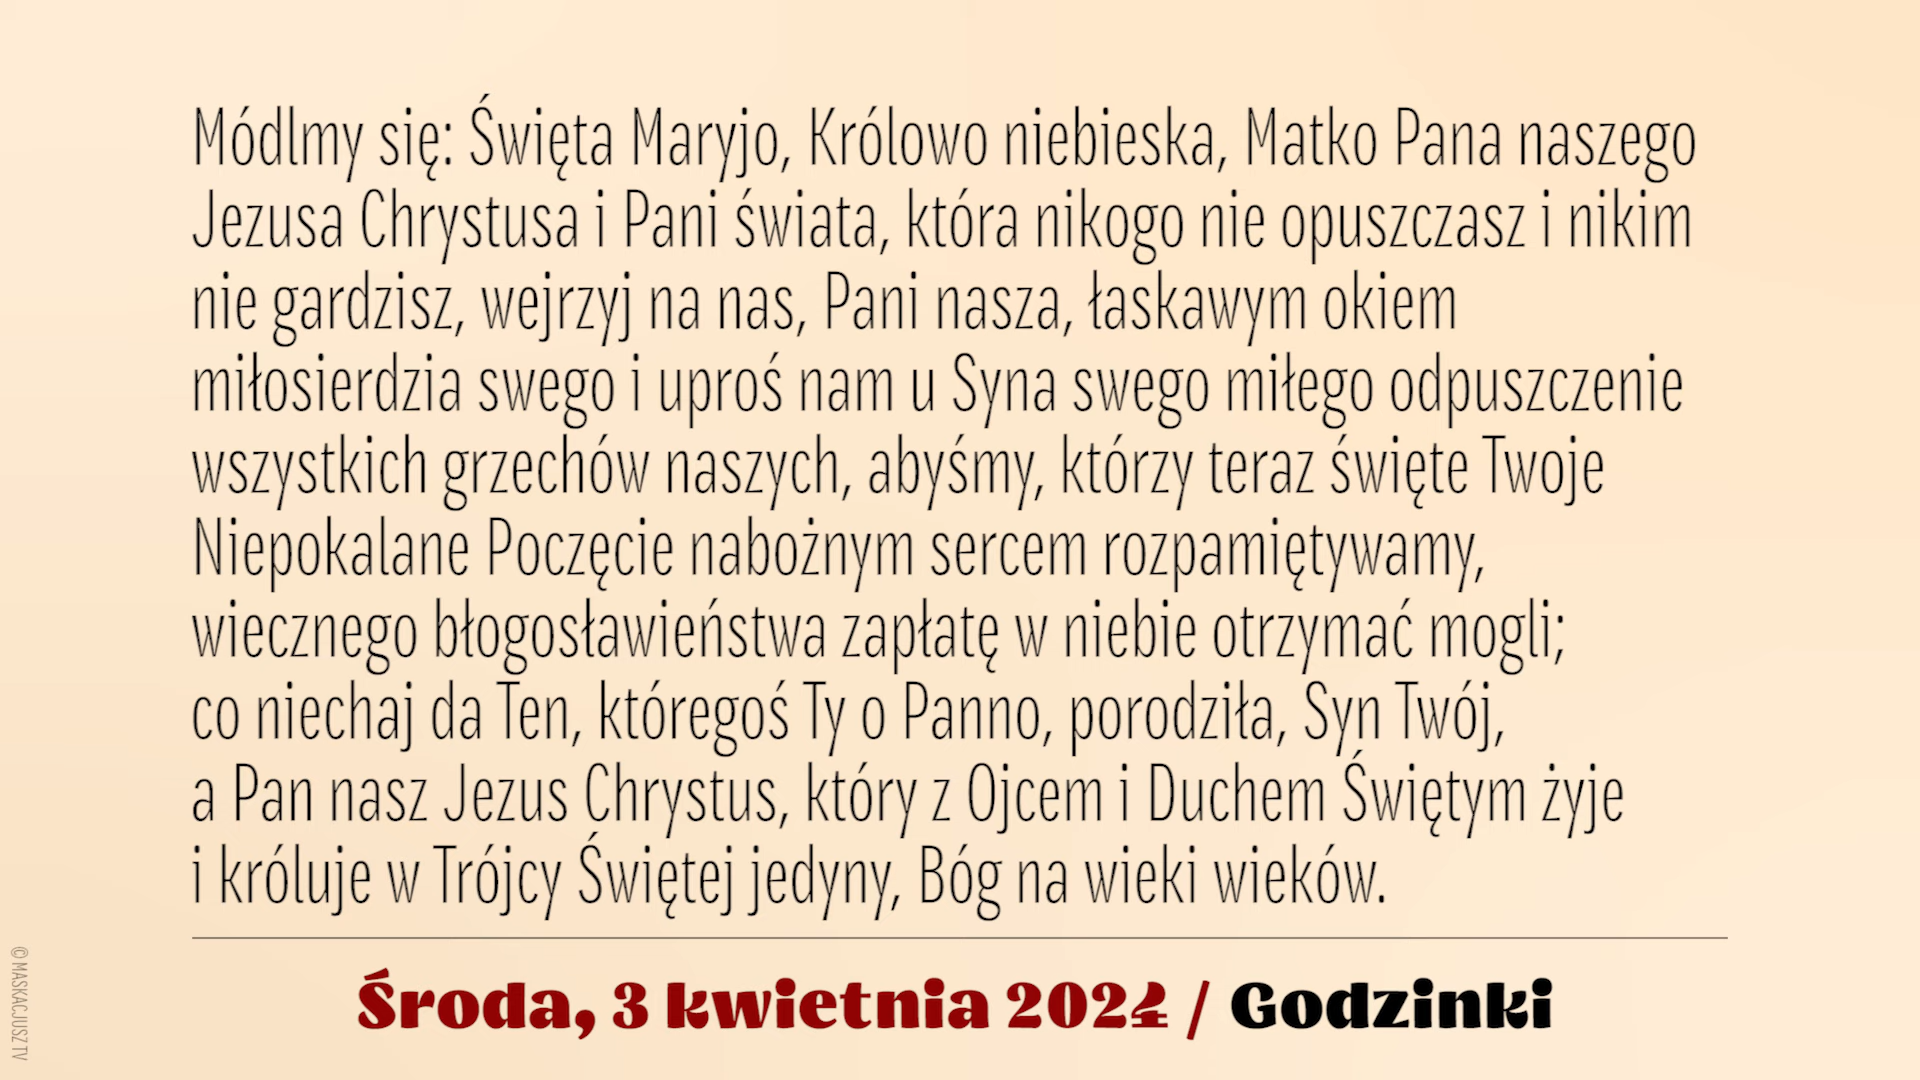 Módlmy się: Święta Maryjo, Królowo niebieska, Matko Pana naszego
Jezusa Chrystusa i Pani świata, która nikogo nie opuszczasz i nikim
nie gardzisz, wejrzyj na nas, Pani nasza, łaskawym okiem
miłosierdzia swego i uproś nam u Syna swego miłego odpuszczenie
wszystkich grzechów naszych, abyśmy, którzy teraz święte Twoje
Niepokalane Poczęcie nabożnym sercem rozpamiętywamy,
wiecznego błogosławieństwa zapłatę w niebie otrzymać mogli;
co niechaj da Ten, któregoś Ty o Panno, porodziła, Syn Twój,
a Pan nasz Jezus Chrystus, który z Ojcem i Duchem Świętym żyje
i króluje w Trójcy Świętej jedyny, Bóg na wieki wieków.
Środa, 3 kwietnia 2024 / Godzinki
© MASKACJUSZ TV